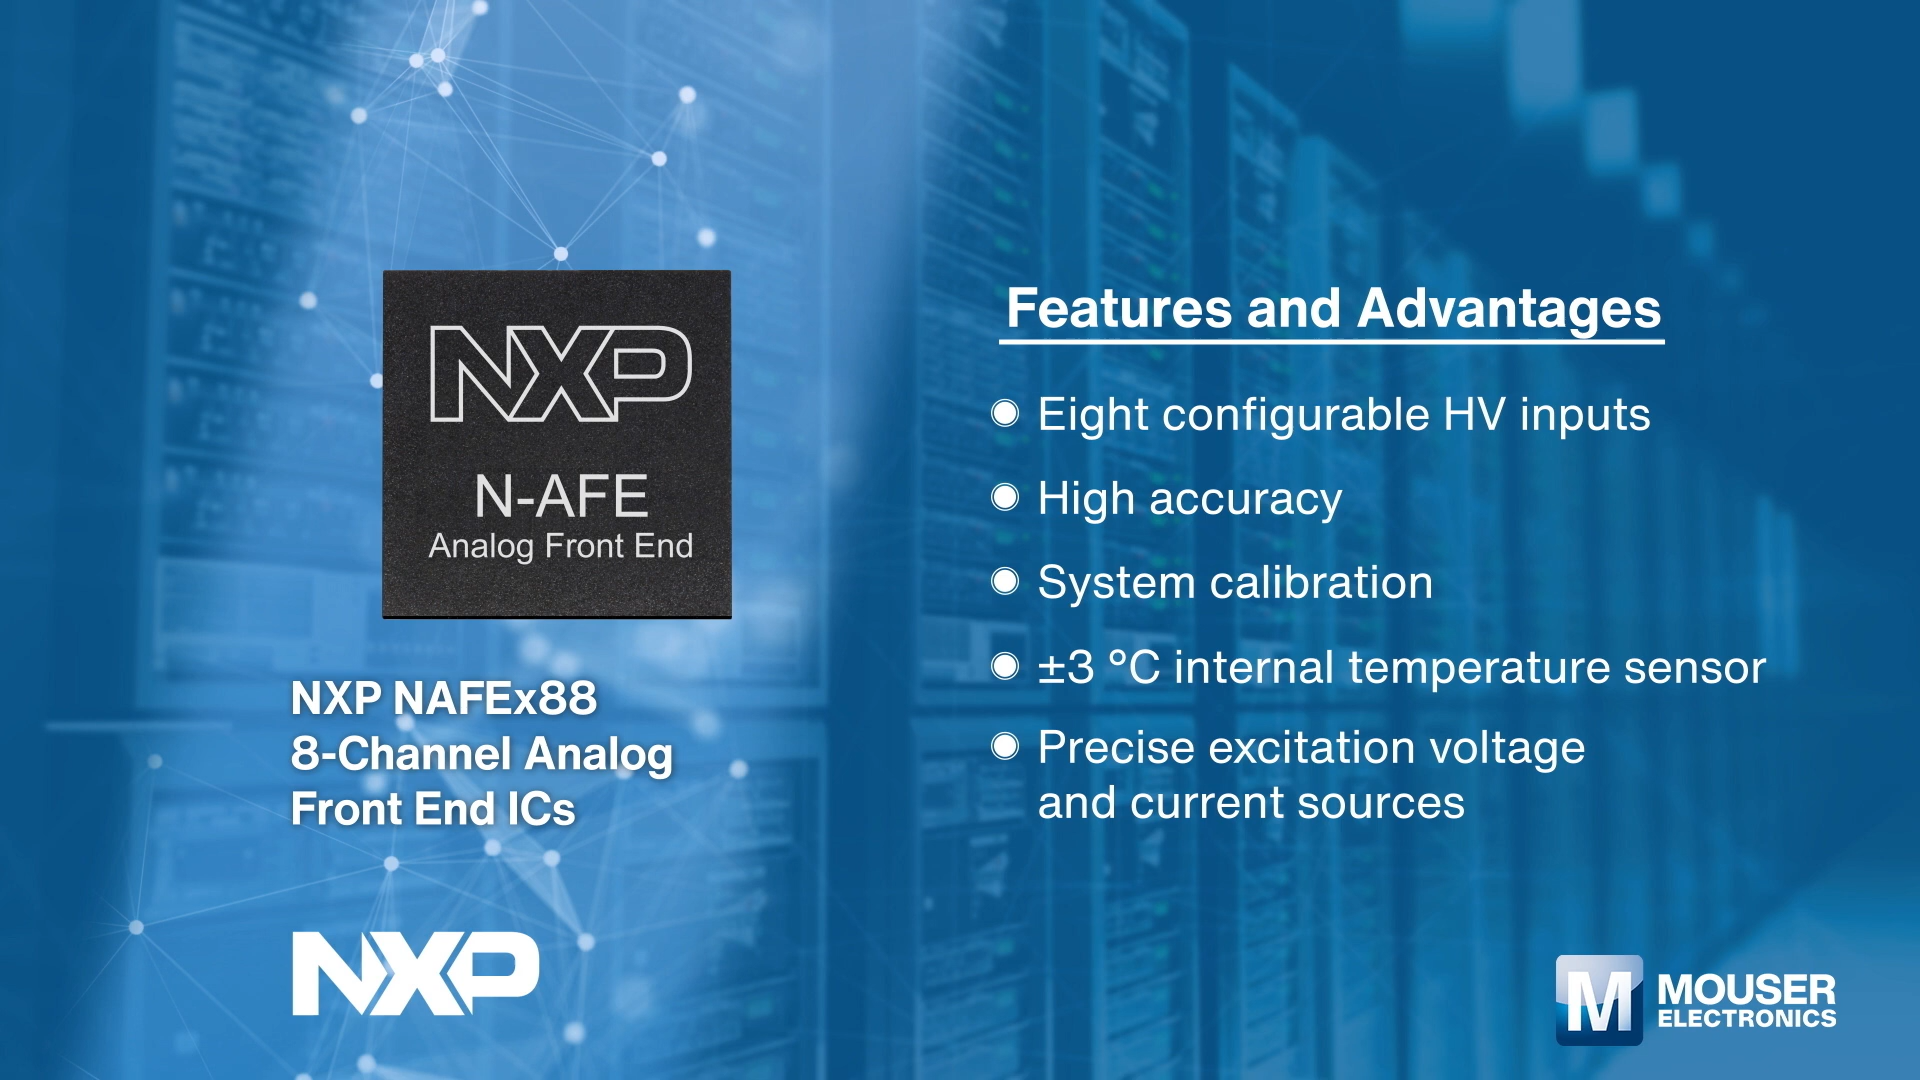 NXP
N-AFE
Analog Front End
NXP NAFEx88
8-Channel Analog
Front End ICs
NXP
Features and Advantages
Eight configurable HV inputs
High accuracy
System calibration
±3 °C internal temperature sensor
Precise excitation voltage
and current sources
M
MOUSER
ELECTRONICS